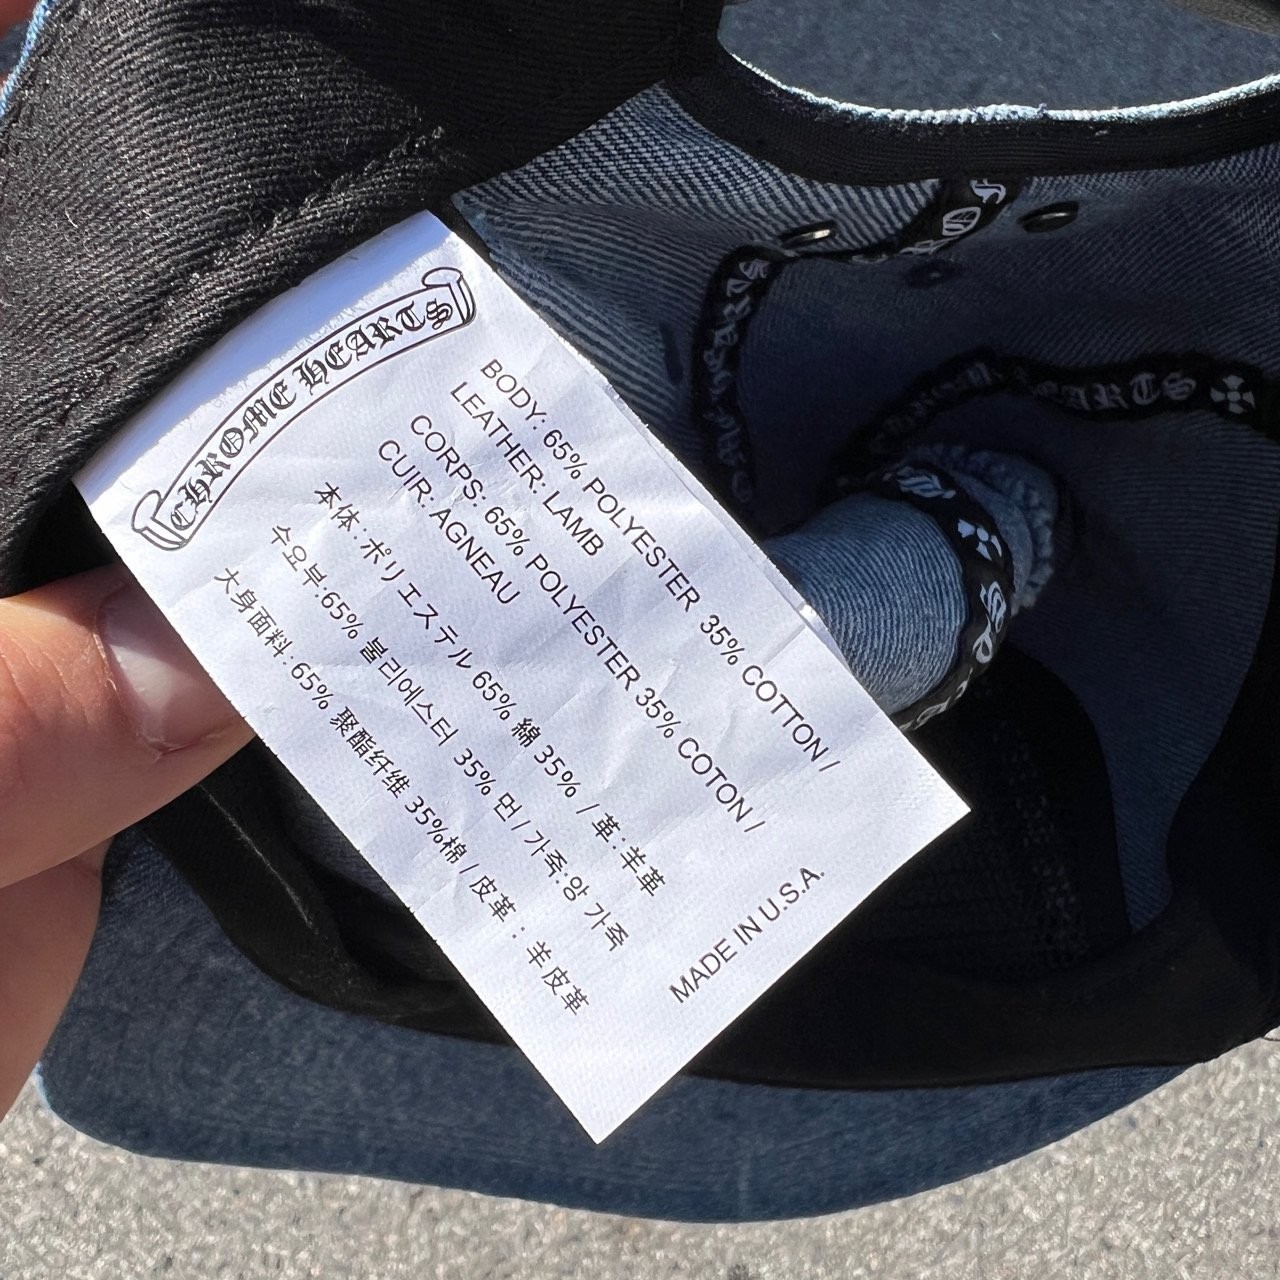 CHROME HEARTS
BODY: 65% POLYESTER 35% COTTON /
LEATHER: LAMB
CORPS: 65% POLYESTER 35% COTON /
CUIR: AGNEAU
本体: ポリエステル 65% 綿 35% / 革:羊革
수요부:65% 불리에스터 35% 면 / 가죽:양 가죽
大身面料: 65% 聚酯纤维 35%棉 / 皮革 : 羊皮革
MADE IN U.S.A.
HEARTS